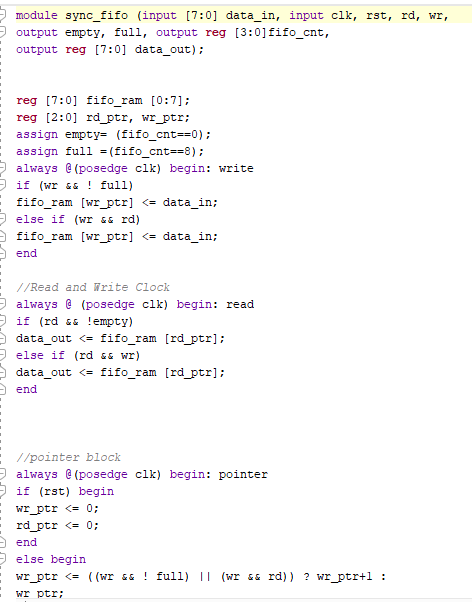 module sync_fifo (input [7:0] data_in, input clk, rst, rd, wr,
output empty, full, output reg [3:0]fifo_cnt,
output reg [7:0] data_out);
reg [7:0] fifo_ram [0:7];
reg [2:0] rd_ptr, wr_ptr;
assign empty= (fifo_cnt==0);
assign full =(fifo_cnt==8);
always @(posedge clk) begin: write
if (wr && ! full)
fifo_ram [wr_ptr] <= data_in;
else if (wr && rd)
fifo_ram [wr_ptr] <= data_in;
end
//Read and Write Clock
always @ (posedge clk) begin: read
if (rd && !empty)
data_out <= fifo_ram [rd_ptr];
else if (rd && wr)
data_out <= fifo_ram [rd_ptr];
end
//pointer block
always @(posedge clk) begin: pointer
if (rst) begin
wr_ptr <= 0;
rd_ptr <= 0;
end
else begin
wr_ptr <= ((wr && ! full) || (wr && rd)) ? wr_ptr+1 :
wr_ptr;